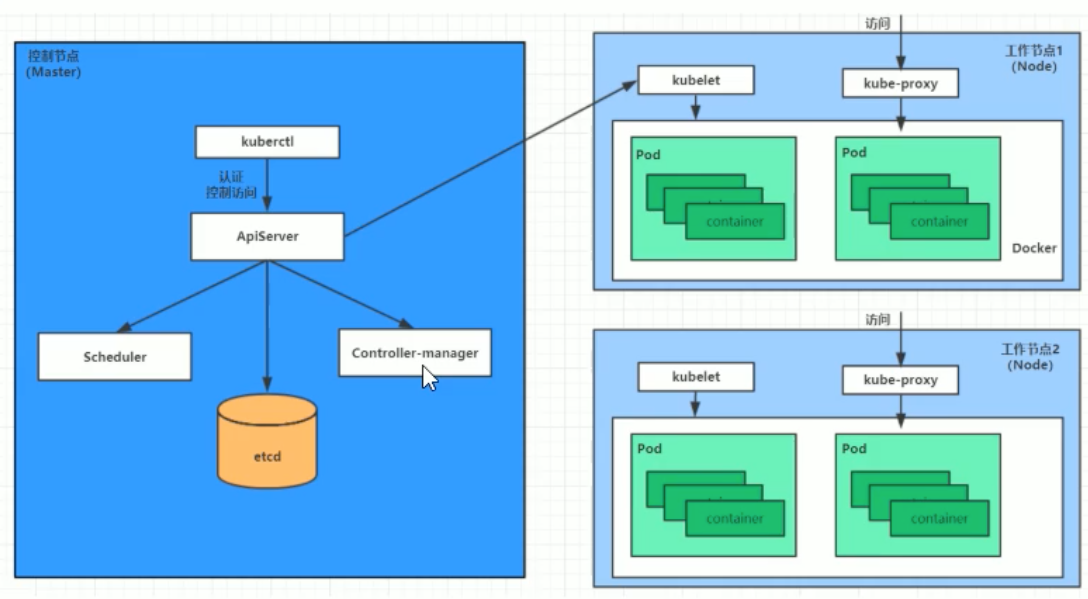 控制节点
(Master)
kuberctl
认证
控制访问
ApiServer
Scheduler
Controller-manager
etcd
访问
工作节点1
(Node)
kubelet
kube-proxy
Pod
container
Pod
container
Docker
访问
工作节点2
(Node)
kubelet
kube-proxy
Pod
container
Pod
container